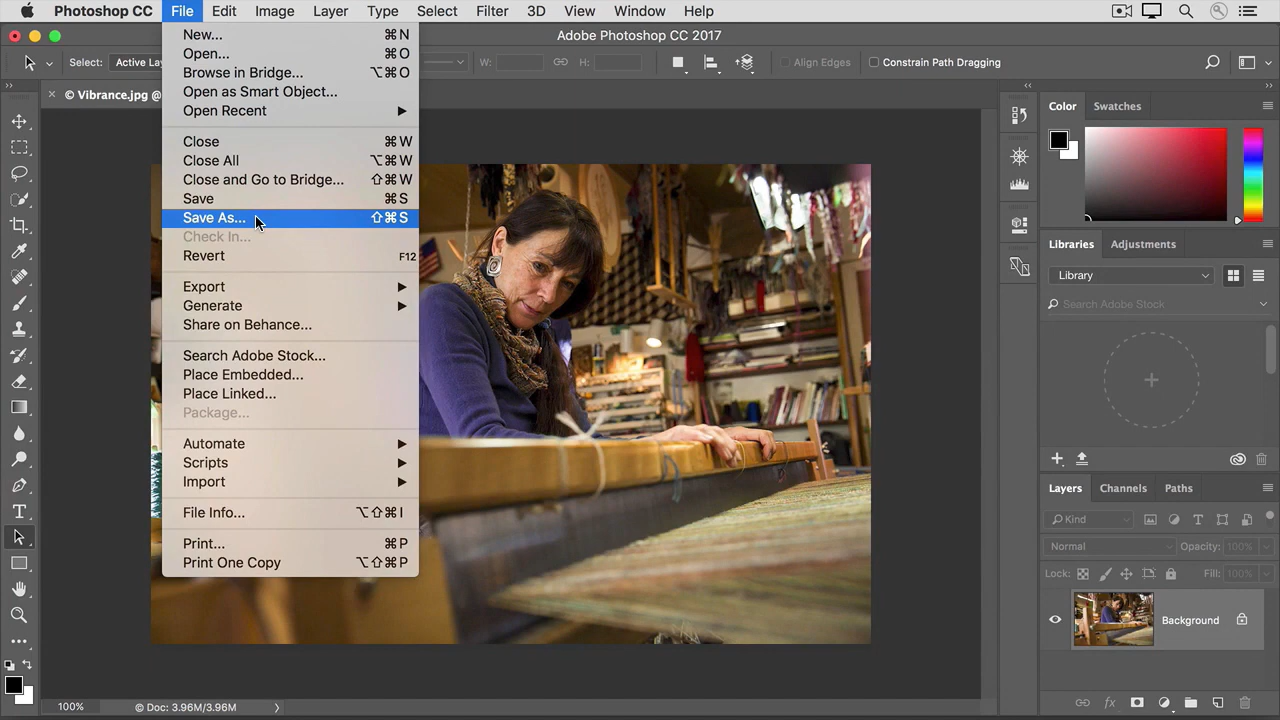 Photoshop CC File Edit Image Layer Type Select Filter 3D View Window Help
Adobe Photoshop CC 2017
Select: Active W: H: Align Edges Constrain Path Dragging
× © Vibrance.jpg @
New... ⌘N
Open... ⌘O
Browse in Bridge... ⌥⌘O
Open as Smart Object...
Open Recent
Close ⌘W
Close All ⌥⌘W
Close and Go to Bridge... ⇧⌘W
Save ⌘S
Save As... ⇧⌘S
Check In...
Revert F12
Export
Generate
Share on Behance...
Search Adobe Stock...
Place Embedded...
Place Linked...
Package...
Automate
Scripts
Import
File Info... ⌥⇧⌘I
Print... ⌘P
Print One Copy ⌥⇧⌘P
Color Swatches
Libraries Adjustments
Library
Search Adobe Stock
Layers Channels Paths
Kind
Normal Opacity: 100%
Lock: Fill: 100%
Background
100% © Doc: 3.96M/3.96M